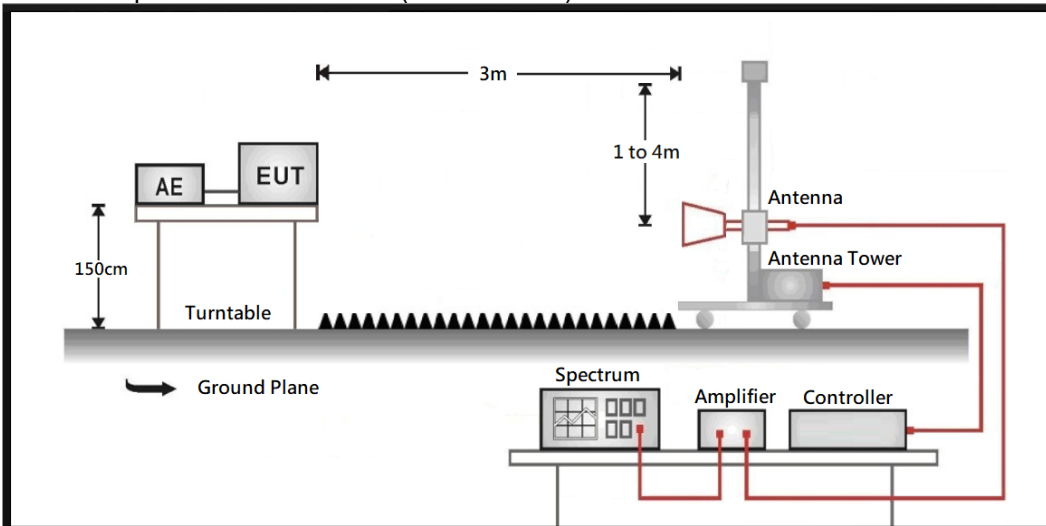 3m
1 to 4m
AE
EUT
Antenna
150cm
Antenna Tower
Turntable
Ground Plane
Spectrum
Amplifier
Controller